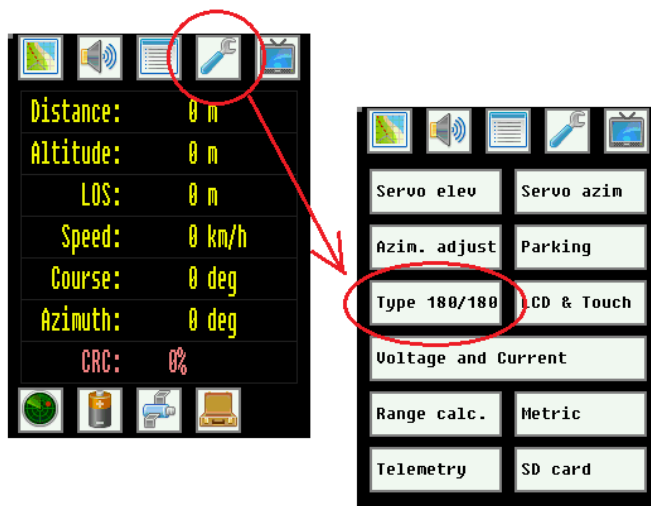 Distance: 0 m
Altitude: 0 m
LOS: 0 m
Speed: 0 km/h
Course: 0 deg
Azimuth: 0 deg
CRC: 0%
Servo elev Servo azim
Azim. adjust Parking
Type 180/180 LCD & Touch
Voltage and Current
Range calc. Metric
Telemetry SD card